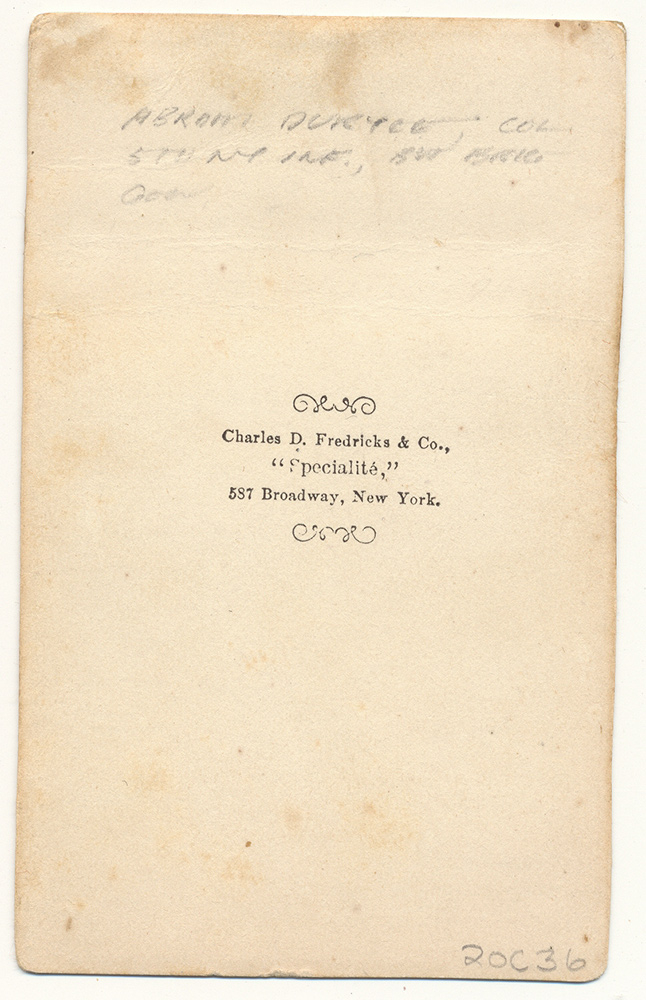 ABRAM DURYEE, COL
5TH NY INF., BVT BRIG
GEN
Charles D. Fredricks & Co.,
"Specialité,"
587 Broadway, New York.
20C36